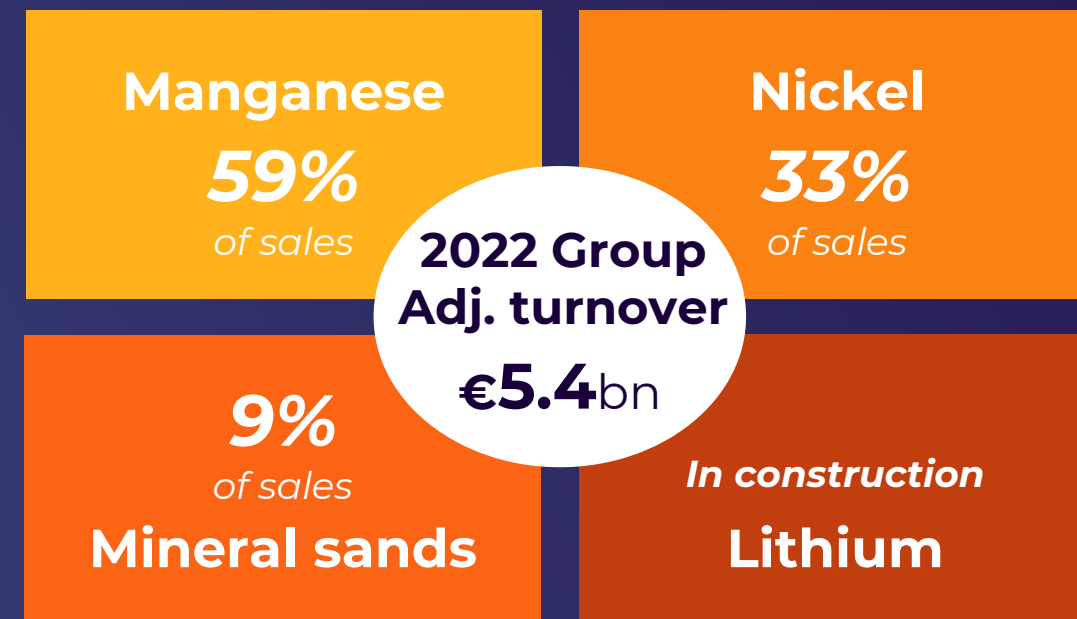 Manganese
59%
of sales
Nickel
33%
of sales
2022 Group
Adj. turnover
€5.4bn
9%
of sales
Mineral sands
In construction
Lithium